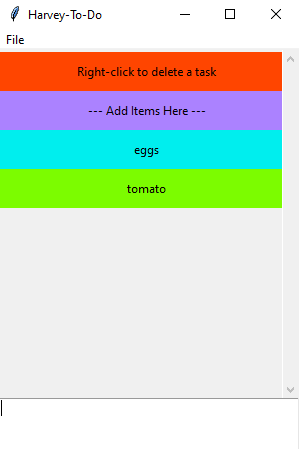 Harvey-To-Do
File
Right-click to delete a task
--- Add Items Here ---
eggs
tomato